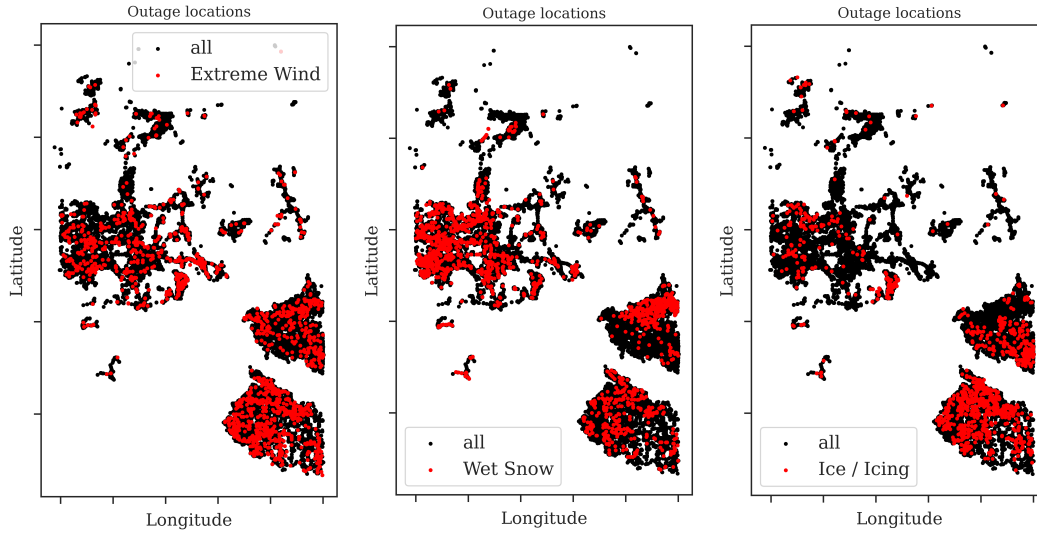 Outage locations
all
Extreme Wind
Latitude
Longitude
Outage locations
Latitude
all
Wet Snow
Longitude
Outage locations
Latitude
all
Ice / Icing
Longitude